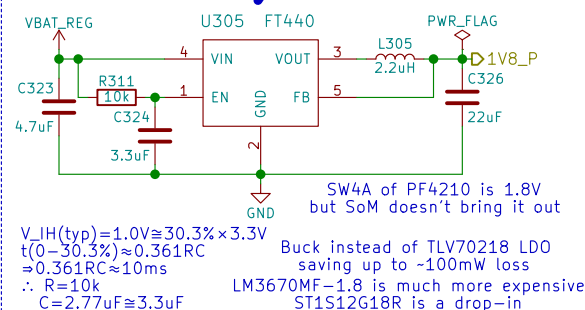 U305 FT440
VBAT_REG
PWR_FLAG
4 VIN VOUT 3
L305
2.2uH
1V8_P
C323
4.7uF
R311
10k
1 EN FB 5
C324
3.3uF
GND
2
C326
22uF
GND
SW4A of PF4210 is 1.8V
but SoM doesn't bring it out
V_IH(typ)=1.0V≅30.3%×3.3V
t(0-30.3%)≈0.361RC
⇒0.361RC≈10ms
∴ R=10k
C=2.77uF≅3.3uF
Buck instead of TLV70218 LDO
saving up to ~100mW loss
LM3670MF-1.8 is much more expensive
ST1S12G18R is a drop-in